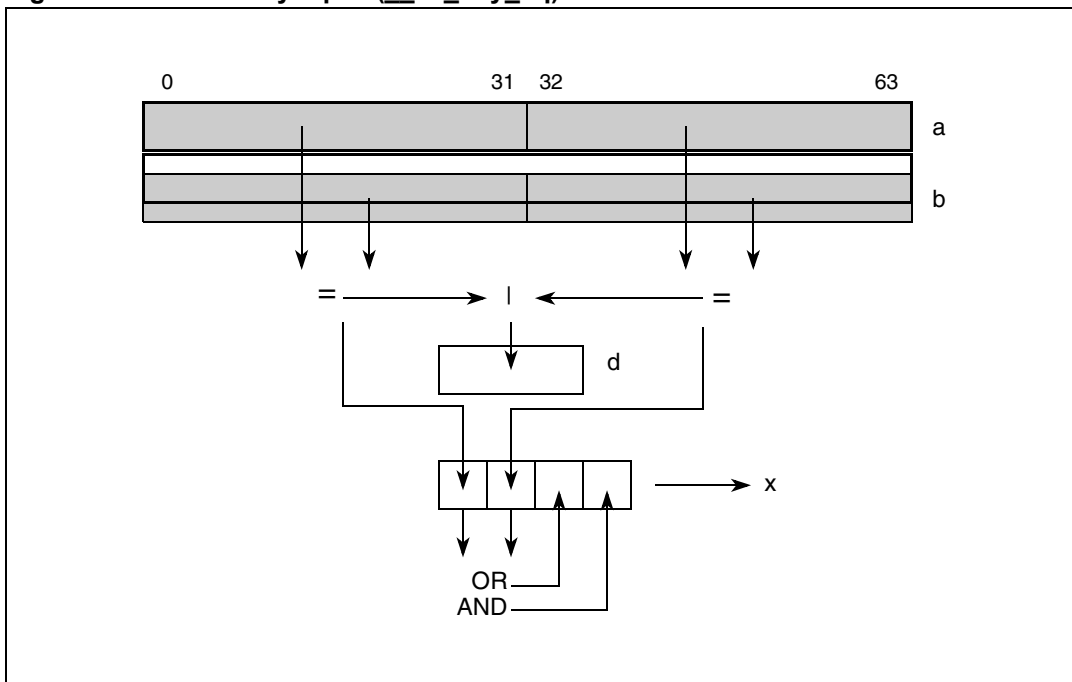 0 31 32 63
a
b
= | =
d
x
OR
AND